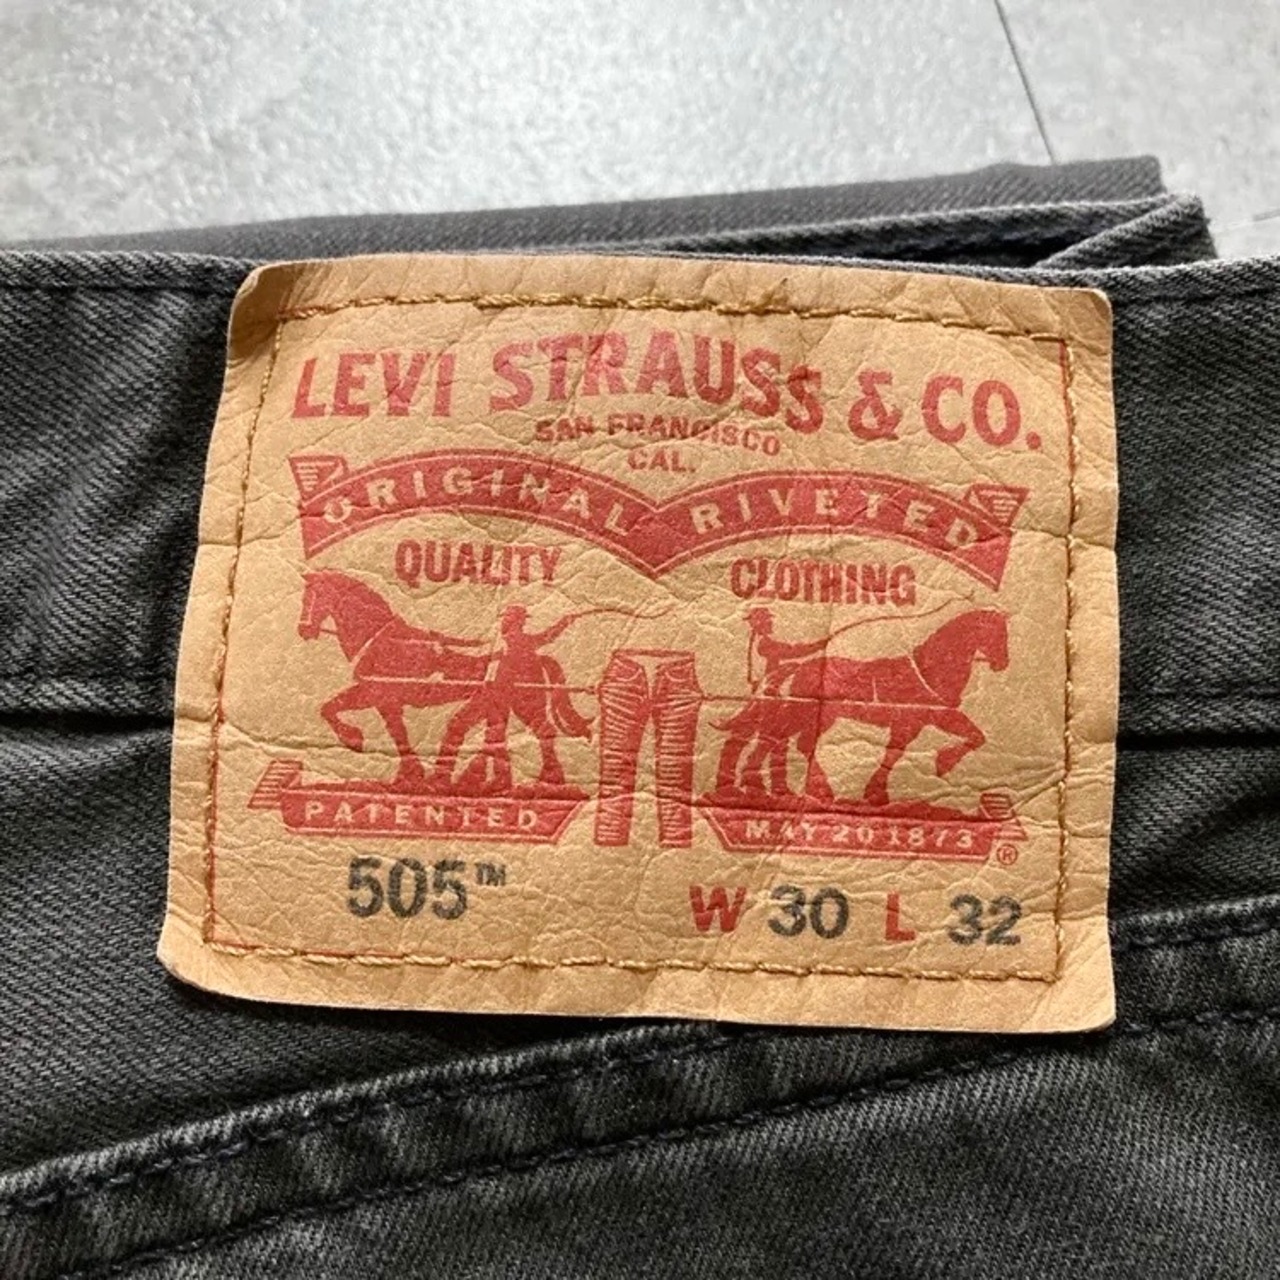 LEVI STRAUSS & CO.
SAN FRANCISCO
CAL.
ORIGINAL RIVETED
QUALITY CLOTHING
PATENTED MAY 20 1873 ®
505™ W 30 L 32